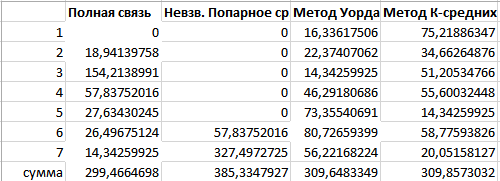 Полная связь Невзв. Попарное ср Метод Уорда Метод К-средних
1 0 0 16,33617506 75,21886347
2 18,94139758 0 22,37407062 34,66264876
3 154,2138991 0 14,34259925 51,20534766
4 57,83752016 0 46,29180686 55,60032448
5 27,63430245 0 73,35540691 14,34259925
6 26,49675124 57,83752016 80,72659399 58,77593826
7 14,34259925 327,4972725 56,22168224 20,05158127
сумма 299,4664698 385,3347927 309,6483349 309,8573032